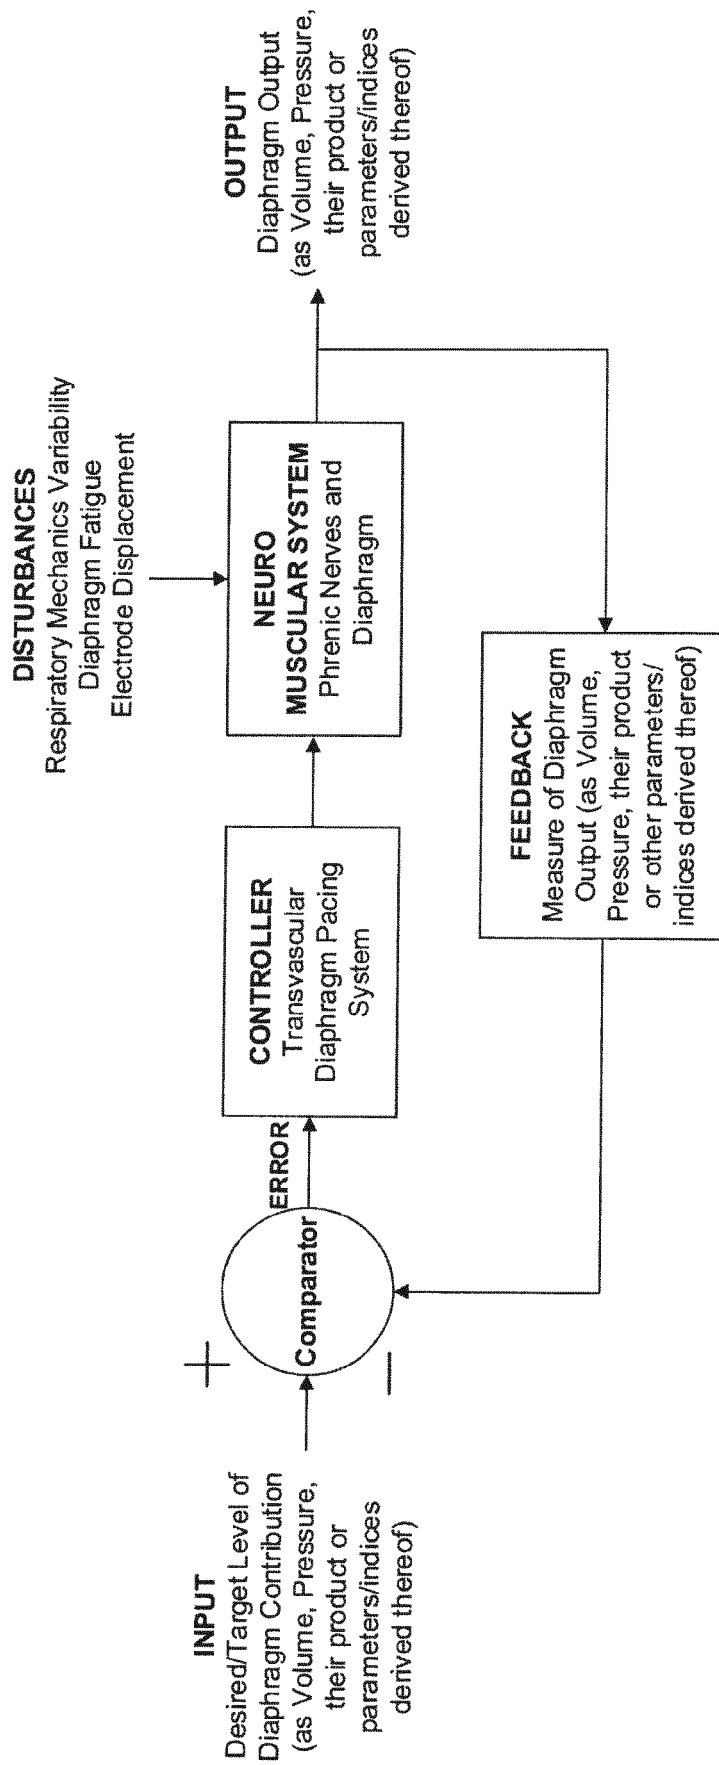 INPUT
Desired/Target Level of
Diaphragm Contribution
(as Volume, Pressure,
their product or
parameters/indices
derived thereof)
+
−
Comparator
ERROR
CONTROLLER
Transvascular
Diaphragm Pacing
System
DISTURBANCES
Respiratory Mechanics Variability
Diaphragm Fatigue
Electrode Displacement
NEURO
MUSCULAR SYSTEM
Phrenic Nerves and
Diaphragm
OUTPUT
Diaphragm Output
(as Volume, Pressure,
their product or
parameters/indices
derived thereof)
FEEDBACK
Measure of Diaphragm
Output (as Volume,
Pressure, their product
or other parameters/
indices derived thereof)